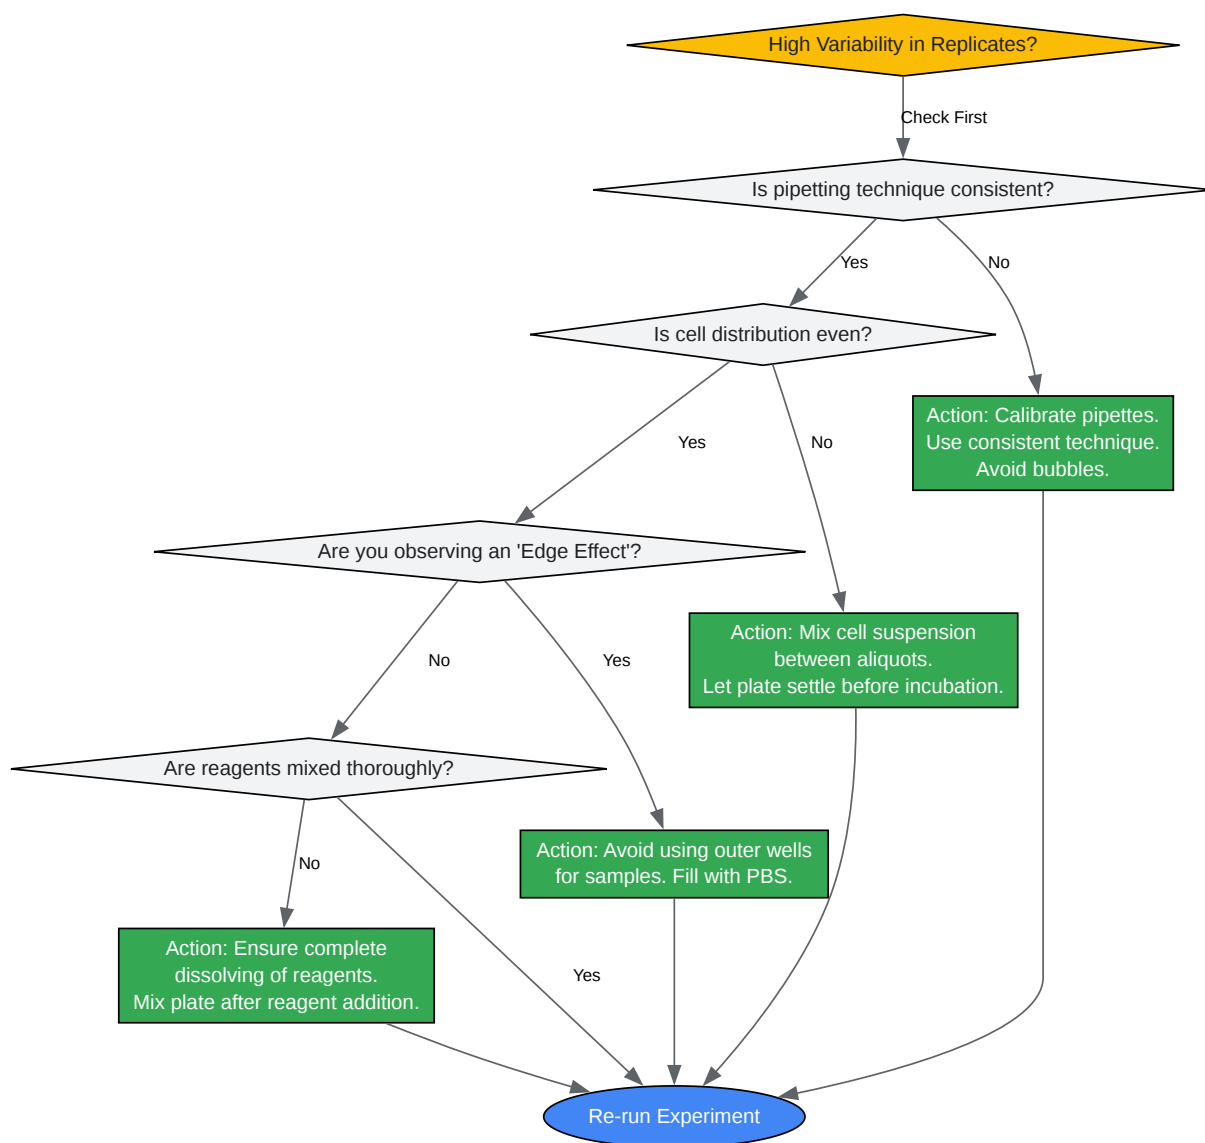 High Variability in Replicates?
Check First
Is pipetting technique consistent?
Yes
No
Is cell distribution even?
Action: Calibrate pipettes.
Use consistent technique.
Avoid bubbles.
Yes
No
Are you observing an 'Edge Effect'?
Action: Mix cell suspension
between aliquots.
Let plate settle before incubation.
No
Yes
Are reagents mixed thoroughly?
Action: Avoid using outer wells
for samples. Fill with PBS.
No
Action: Ensure complete
dissolving of reagents.
Mix plate after reagent addition.
Yes
Re-run Experiment